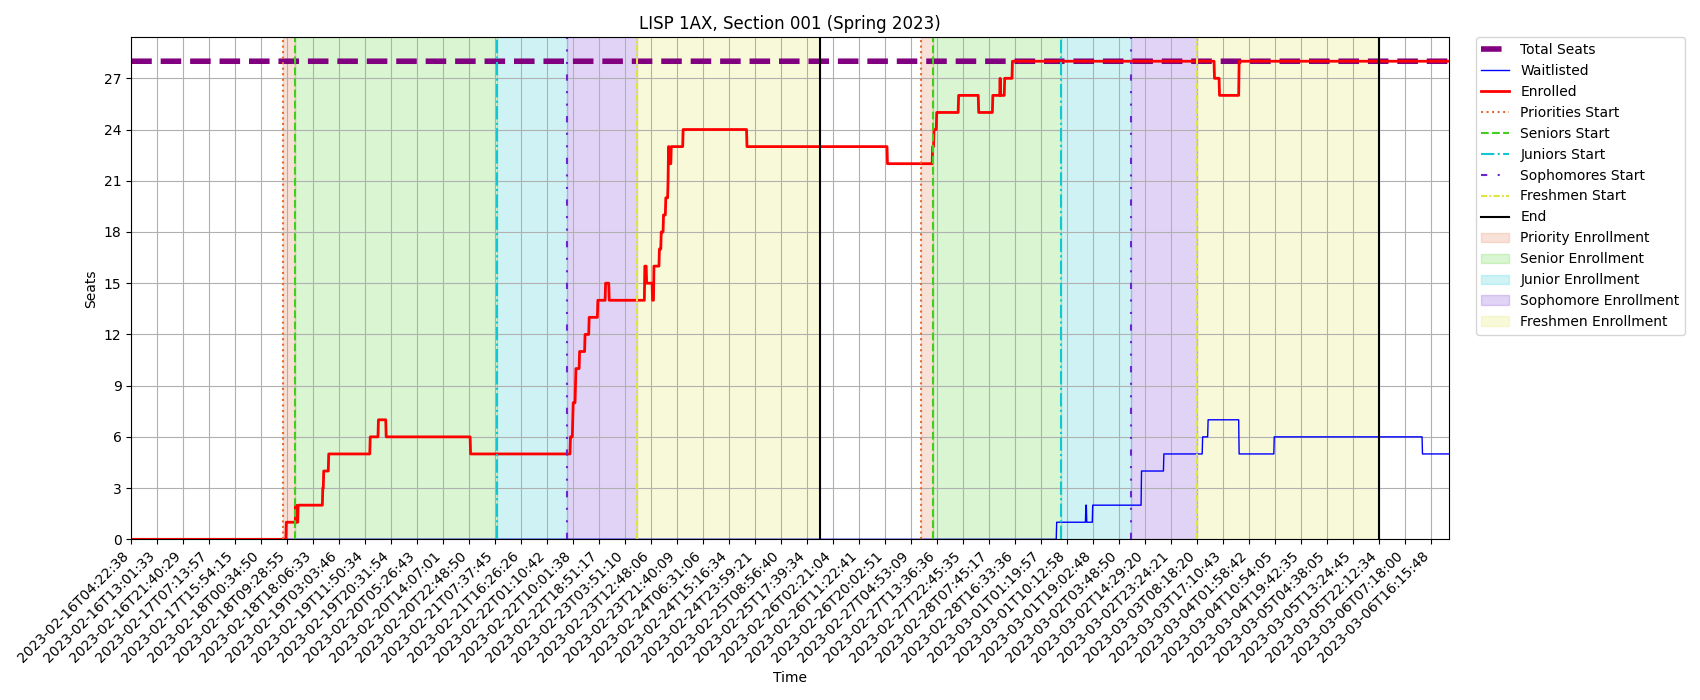 LISP 1AX, Section 001 (Spring 2023)
Total Seats
Waitlisted
Enrolled
Priorities Start
Seniors Start
Juniors Start
Sophomores Start
Freshmen Start
End
Priority Enrollment
Senior Enrollment
Junior Enrollment
Sophomore Enrollment
Freshmen Enrollment
Seats
27
24
21
18
15
12
9
6
3
0
2023-02-16T04:22:38
2023-02-16T13:01:33
2023-02-16T21:40:29
2023-02-17T07:13:57
2023-02-17T15:54:15
2023-02-18T00:34:50
2023-02-18T09:28:55
2023-02-18T18:06:33
2023-02-19T03:03:46
2023-02-19T11:50:34
2023-02-19T20:31:54
2023-02-20T05:26:43
2023-02-20T14:07:01
2023-02-20T22:48:50
2023-02-21T07:37:45
2023-02-21T16:26:26
2023-02-22T01:10:42
2023-02-22T10:01:38
2023-02-22T18:51:17
2023-02-23T03:51:10
2023-02-23T12:48:06
2023-02-23T21:40:09
2023-02-24T06:31:06
2023-02-24T15:16:34
2023-02-24T23:59:21
2023-02-25T08:56:40
2023-02-25T17:39:34
2023-02-26T02:21:04
2023-02-26T11:22:41
2023-02-26T20:02:51
2023-02-27T04:53:09
2023-02-27T13:36:36
2023-02-27T22:45:35
2023-02-28T07:45:17
2023-02-28T16:33:36
2023-03-01T01:19:57
2023-03-01T10:12:58
2023-03-01T19:02:48
2023-03-02T03:48:50
2023-03-02T14:29:20
2023-03-02T23:24:21
2023-03-03T08:18:20
2023-03-03T17:10:43
2023-03-04T01:58:42
2023-03-04T10:54:05
2023-03-04T19:42:35
2023-03-05T04:38:05
2023-03-05T13:24:45
2023-03-05T22:12:34
2023-03-06T07:18:00
2023-03-06T16:15:48
Time